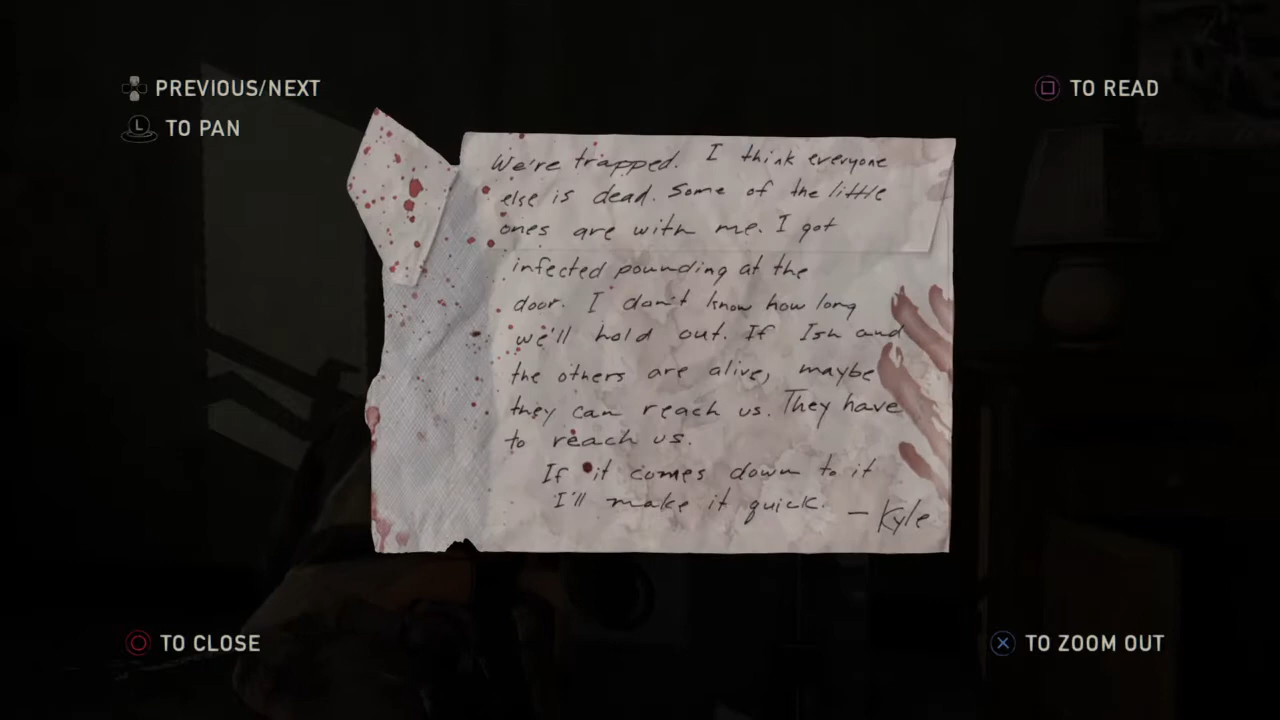 PREVIOUS/NEXT
L TO PAN
TO READ
We're trapped. I think everyone
else is dead. Some of the little
ones are with me. I got
infected pounding at the
door. I don't know how long
we'll hold out. If Ish and
the others are alive, maybe
they can reach us. They have
to reach us.
If it comes down to it
I'll make it quick. – Kyle
TO CLOSE
TO ZOOM OUT